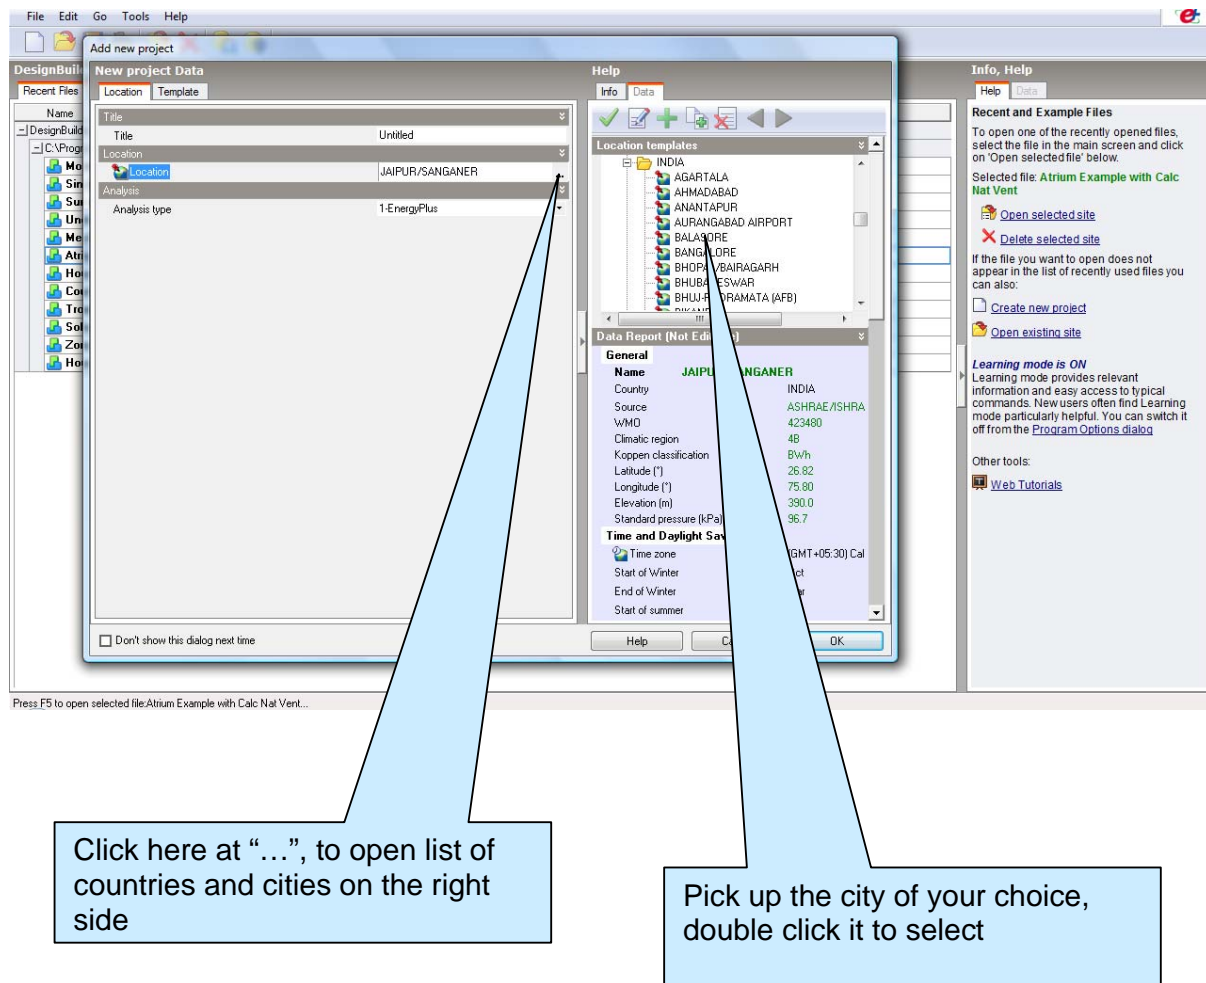 File Edit Go Tools Help
Add new project
New project Data
Location Template
Title
Title Untitled
Location
Location JAIPUR/SANGANER ...
Analysis
Analysis type 1-EnergyPlus
Don't show this dialog next time
Help
Info Data
Location templates
INDIA
AGARTALA
AHMADABAD
ANANTAPUR
AURANGABAD AIRPORT
BALASORE
BANGALORE
Data Report
General
Name
Country INDIA
Source ASHRAE/ISHRA
WMO 423480
Climatic region 4B
Koppen classification BWh
Latitude (°) 26.82
Longitude (°) 75.80
Elevation (m) 390.0
Standard pressure (kPa) 96.7
Time and Daylight
Time zone (GMT+05:30) Cal
Start of Winter
End of Winter
Start of summer
Help OK
Recent Files
Name
Info, Help
Help Data
Recent and Example Files
To open one of the recently opened files,
select the file in the main screen and click
on 'Open selected file' below.
Selected file: Atrium Example with Calc
Nat Vent
Open selected site
Delete selected site
If the file you want to open does not
appear in the list of recently used files you
can also:
Create new project
Open existing site
Learning mode is ON
Learning mode provides relevant
information and easy access to typical
commands. New users often find Learning
mode particularly helpful. You can switch it
off from the Program Options dialog
Other tools:
Web Tutorials
Press F5 to open selected file:Atrium Example with Calc Nat Vent...
Click here at “…”, to open list of
countries and cities on the right
side
Pick up the city of your choice,
double click it to select